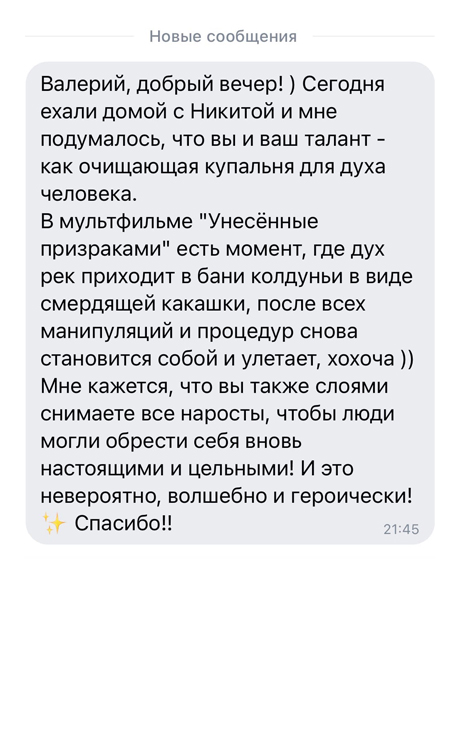 Новые сообщения
Валерий, добрый вечер! ) Сегодня
ехали домой с Никитой и мне
подумалось, что вы и ваш талант -
как очищающая купальня для духа
человека.
В мультфильме "Унесённые
призраками" есть момент, где дух
рек приходит в бани колдуньи в виде
смердящей какашки, после всех
манипуляций и процедур снова
становится собой и улетает, хохоча ))
Мне кажется, что вы также слоями
снимаете все наросты, чтобы люди
могли обрести себя вновь
настоящими и цельными! И это
невероятно, волшебно и героически!
✨ Спасибо!!
21:45